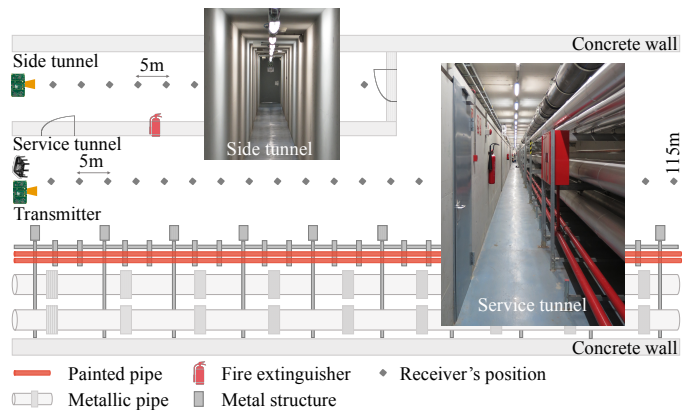 Concrete wall
Side tunnel
5m
Side tunnel
Service tunnel
5m
115m
Transmitter
Service tunnel
Concrete wall
Painted pipe
Fire extinguisher
Receiver's position
Metallic pipe
Metal structure